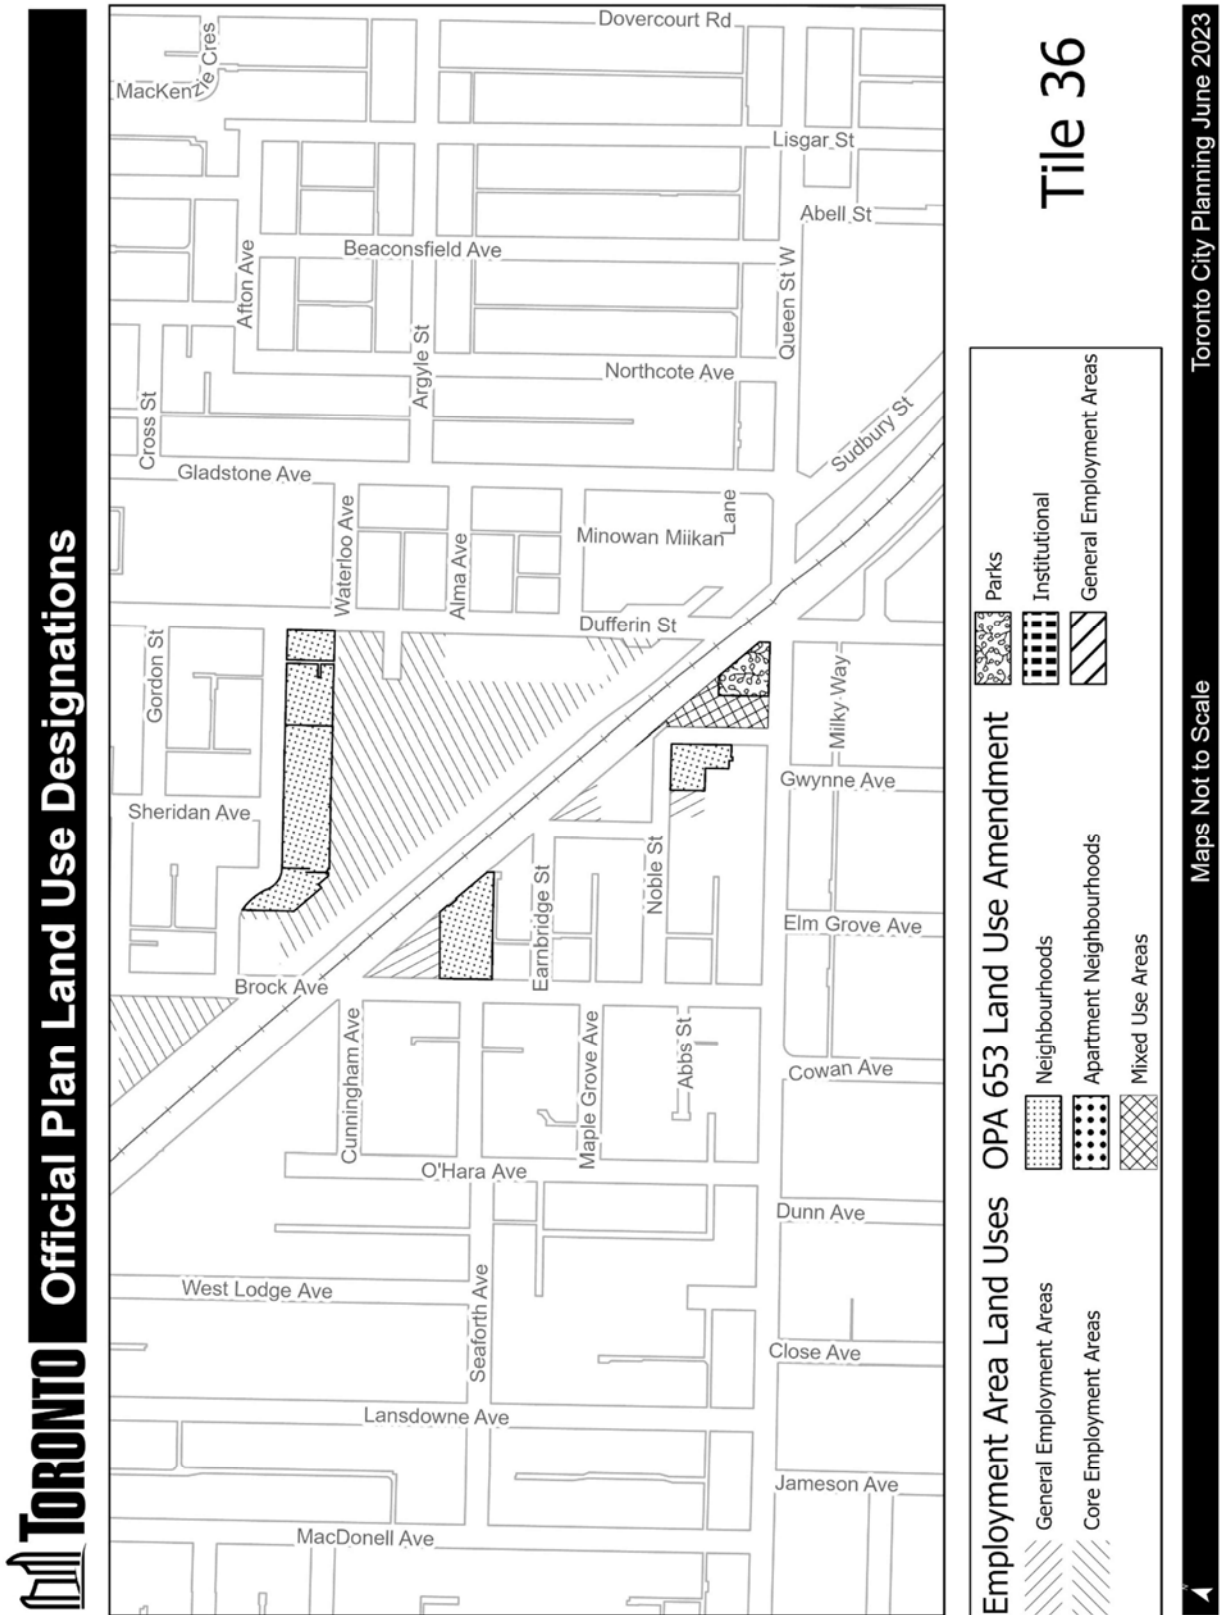 TORONTO
Official Plan Land Use Designations
Dovercourt Rd
MacKenzie Cres
Lisgar St
Abell St
Beaconsfield Ave
Afton Ave
Queen St W
Argyle St
Northcote Ave
Cross St
Sudbury St
Gladstone Ave
Waterloo Ave
Minowan Miikan Lane
Alma Ave
Dufferin St
Gordon St
Milky Way
Gwynne Ave
Sheridan Ave
Noble St
Earnbridge St
Elm Grove Ave
Brock Ave
Cunningham Ave
Maple Grove Ave
Abbs St
Cowan Ave
O'Hara Ave
Dunn Ave
West Lodge Ave
Seaforth Ave
Close Ave
Lansdowne Ave
Jameson Ave
MacDonell Ave
Employment Area Land Uses
General Employment Areas
Core Employment Areas
OPA 653 Land Use Amendment
Neighbourhoods
Apartment Neighbourhoods
Mixed Use Areas
Parks
Institutional
General Employment Areas
Tile 36
N
Maps Not to Scale
Toronto City Planning June 2023